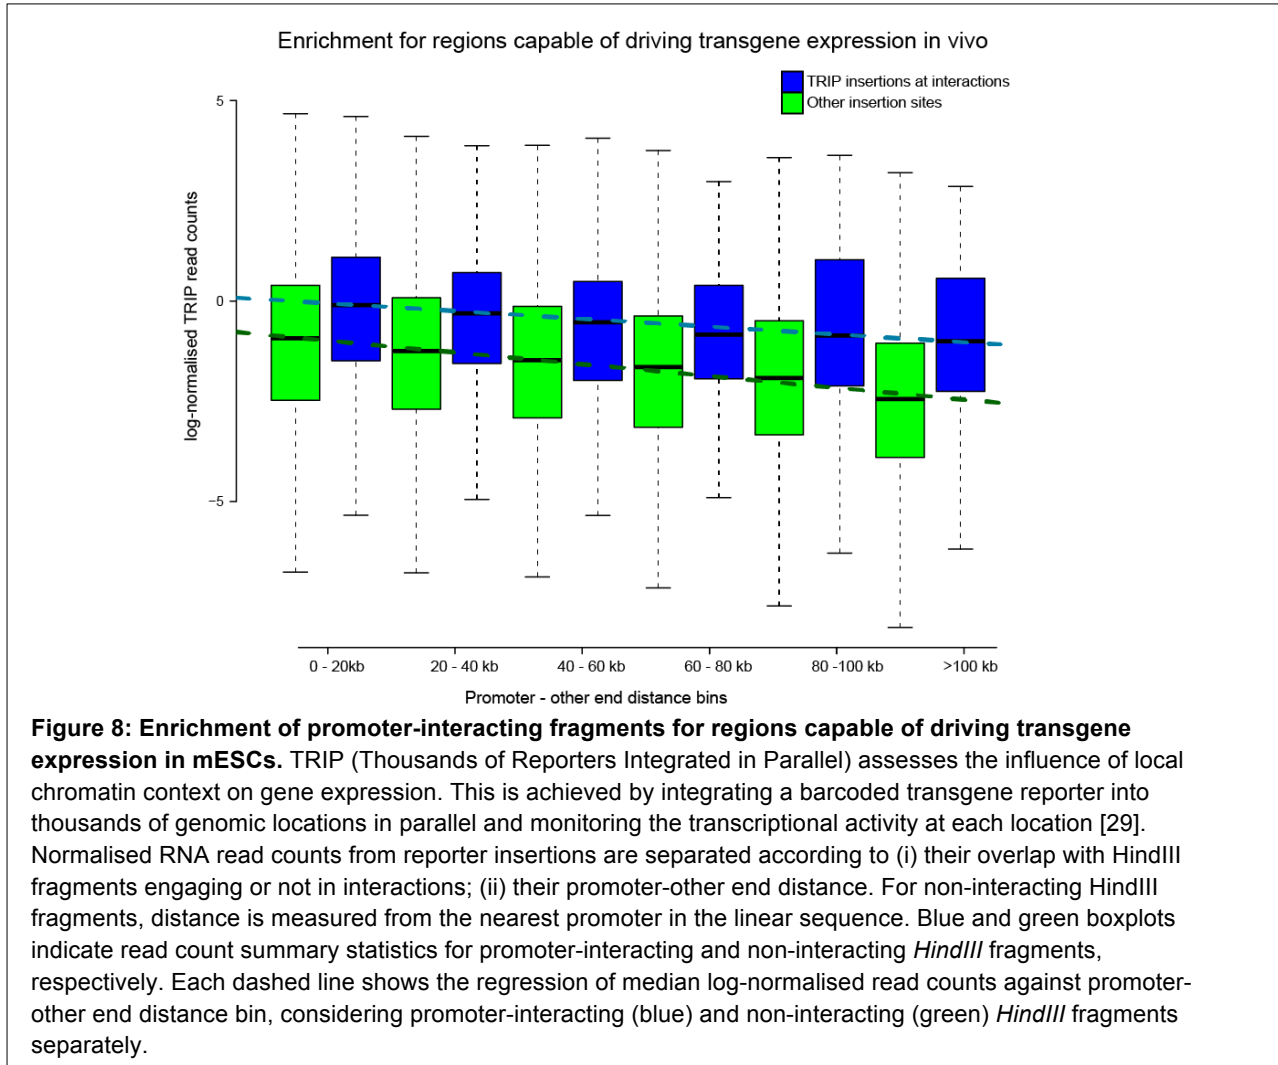 Enrichment for regions capable of driving transgene expression in vivo
TRIP insertions at interactions
Other insertion sites
5
0
−5
log-normalised TRIP read counts
0 - 20kb
20 - 40 kb
40 - 60 kb
60 - 80 kb
80 -100 kb
>100 kb
Promoter - other end distance bins
Figure 8: Enrichment of promoter-interacting fragments for regions capable of driving transgene
expression in mESCs. TRIP (Thousands of Reporters Integrated in Parallel) assesses the influence of local
chromatin context on gene expression. This is achieved by integrating a barcoded transgene reporter into
thousands of genomic locations in parallel and monitoring the transcriptional activity at each location [29].
Normalised RNA read counts from reporter insertions are separated according to (i) their overlap with HindIII
fragments engaging or not in interactions; (ii) their promoter-other end distance. For non-interacting HindIII
fragments, distance is measured from the nearest promoter in the linear sequence. Blue and green boxplots
indicate read count summary statistics for promoter-interacting and non-interacting HindIII fragments,
respectively. Each dashed line shows the regression of median log-normalised read counts against promoter-
other end distance bin, considering promoter-interacting (blue) and non-interacting (green) HindIII fragments
separately.